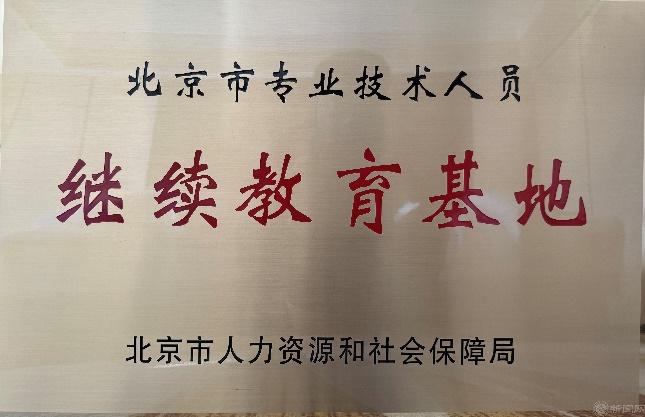 北京市专业技术人员
继续教育基地
北京市人力资源和社会保障局